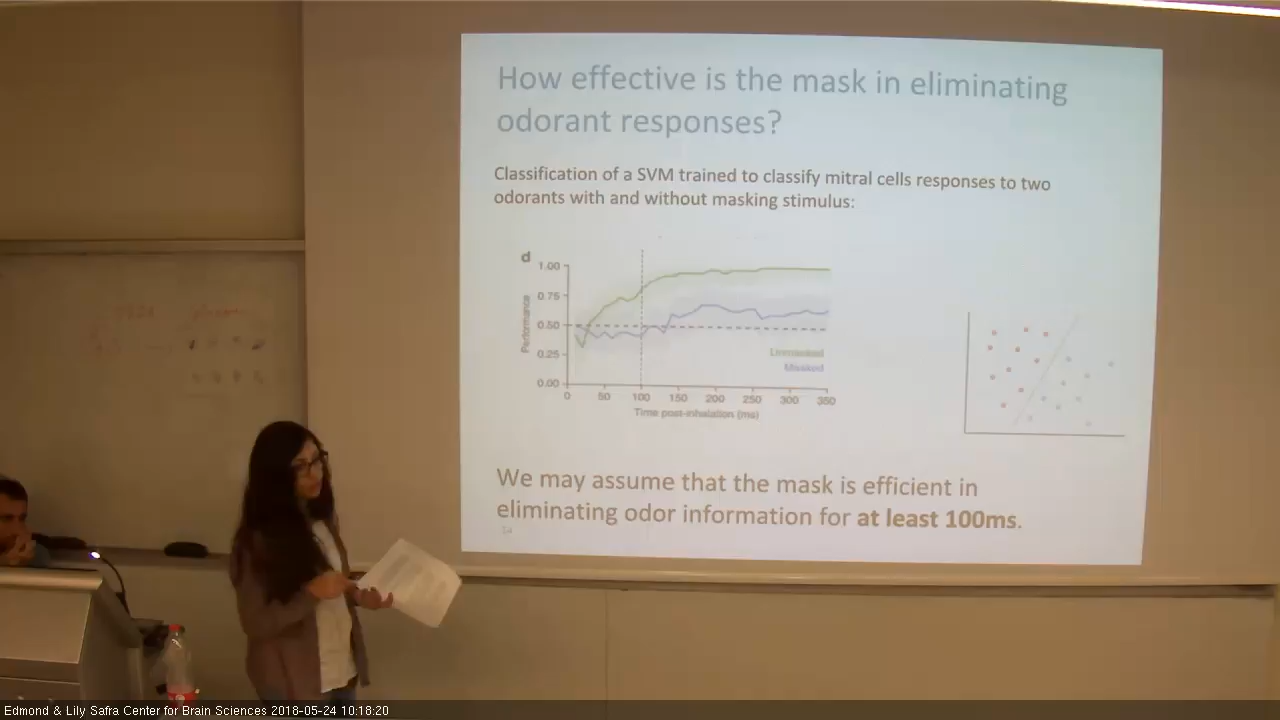 How effective is the mask in eliminating
odorant responses?
Classification of a SVM trained to classify mitral cells responses to two
odorants with and without masking stimulus:
d
1.00
0.75
0.50
0.25
0.00
Performance
0 50 100 150 200 250 300 350
Time post-inhalation (ms)
Unmasked
Masked
We may assume that the mask is efficient in
eliminating odor information for at least 100ms.
24
Edmond & Lily Safra Center for Brain Sciences 2018-05-24 10:18:20